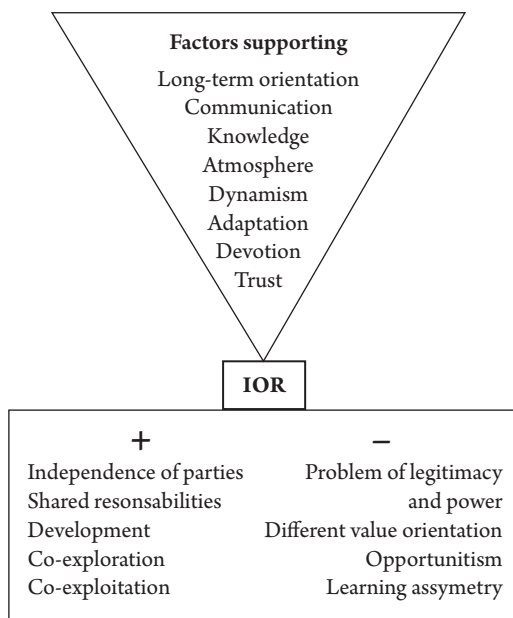 Factors supporting
Long-term orientation
Communication
Knowledge
Atmosphere
Dynamism
Adaptation
Devotion
Trust
IOR
+
Independence of parties
Shared resonsabilities
Development
Co-exploration
Co-exploitation
–
Problem of legitimacy
and power
Different value orientation
Opportunitism
Learning assymetry